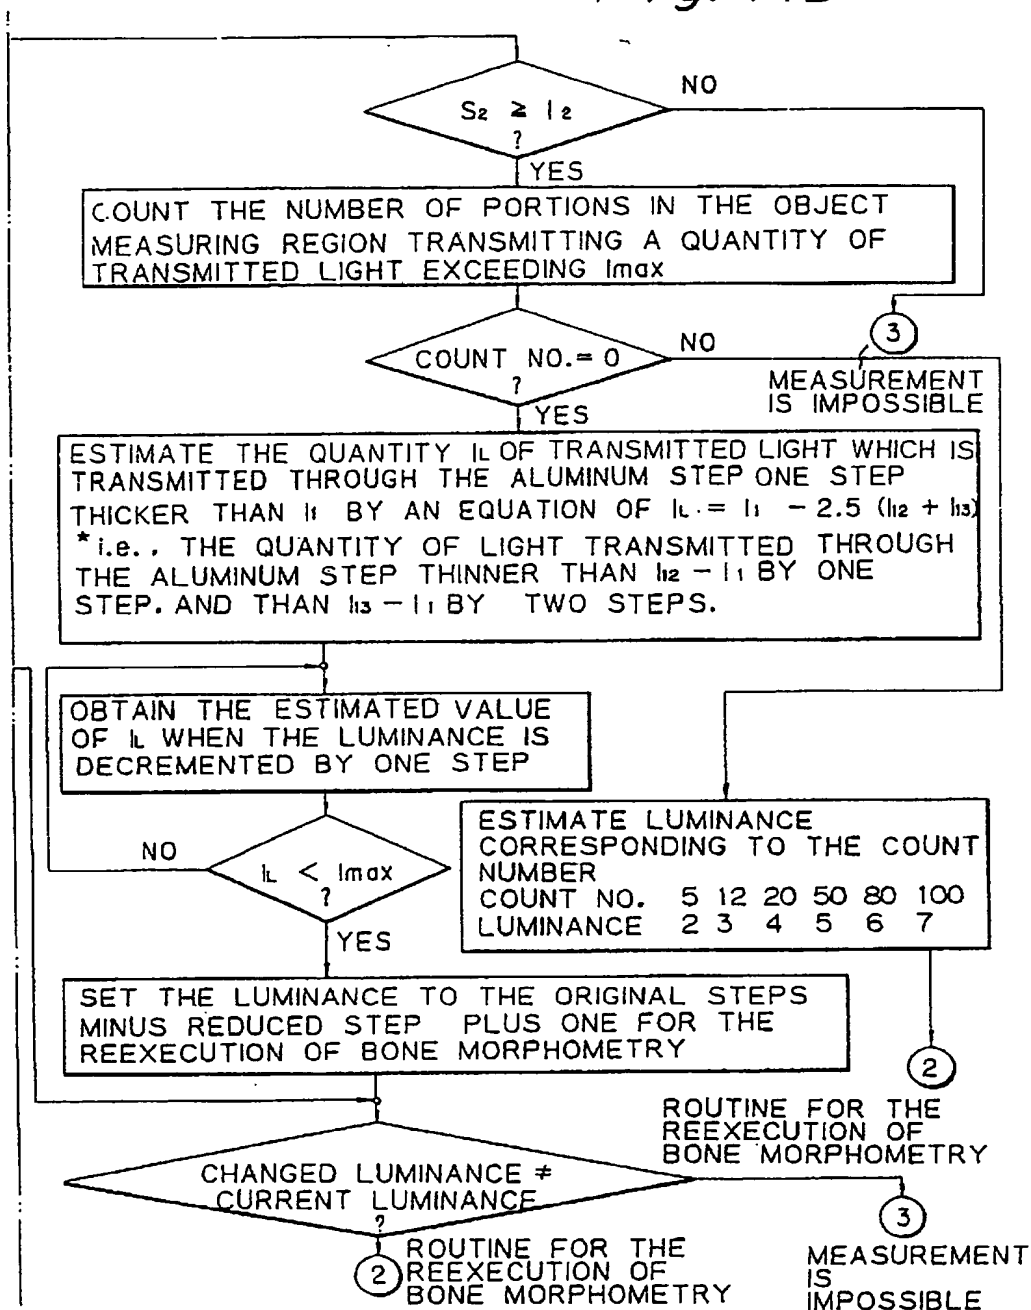 S2 ≥ I2
?
NO
YES
COUNT THE NUMBER OF PORTIONS IN THE OBJECT
MEASURING REGION TRANSMITTING A QUANTITY OF
TRANSMITTED LIGHT EXCEEDING Imax
COUNT NO. = 0
?
NO
YES
3
MEASUREMENT
IS IMPOSSIBLE
ESTIMATE THE QUANTITY IL OF TRANSMITTED LIGHT WHICH IS
TRANSMITTED THROUGH THE ALUMINUM STEP ONE STEP
THICKER THAN I1 BY AN EQUATION OF IL = I1 - 2.5 (I12 + I13)
*i.e.. THE QUANTITY OF LIGHT TRANSMITTED THROUGH
THE ALUMINUM STEP THINNER THAN I12 - I1 BY ONE
STEP. AND THAN I13 - I1 BY TWO STEPS.
OBTAIN THE ESTIMATED VALUE
OF IL WHEN THE LUMINANCE IS
DECREMENTED BY ONE STEP
NO
IL < Imax
?
YES
ESTIMATE LUMINANCE
CORRESPONDING TO THE COUNT
NUMBER
COUNT NO. 5 12 20 50 80 100
LUMINANCE 2 3 4 5 6 7
SET THE LUMINANCE TO THE ORIGINAL STEPS
MINUS REDUCED STEP PLUS ONE FOR THE
REEXECUTION OF BONE MORPHOMETRY
2
ROUTINE FOR THE
REEXECUTION OF
BONE MORPHOMETRY
CHANGED LUMINANCE ≠
CURRENT LUMINANCE
?
3
MEASUREMENT
IS
IMPOSSIBLE
2
ROUTINE FOR THE
REEXECUTION OF
BONE MORPHOMETRY